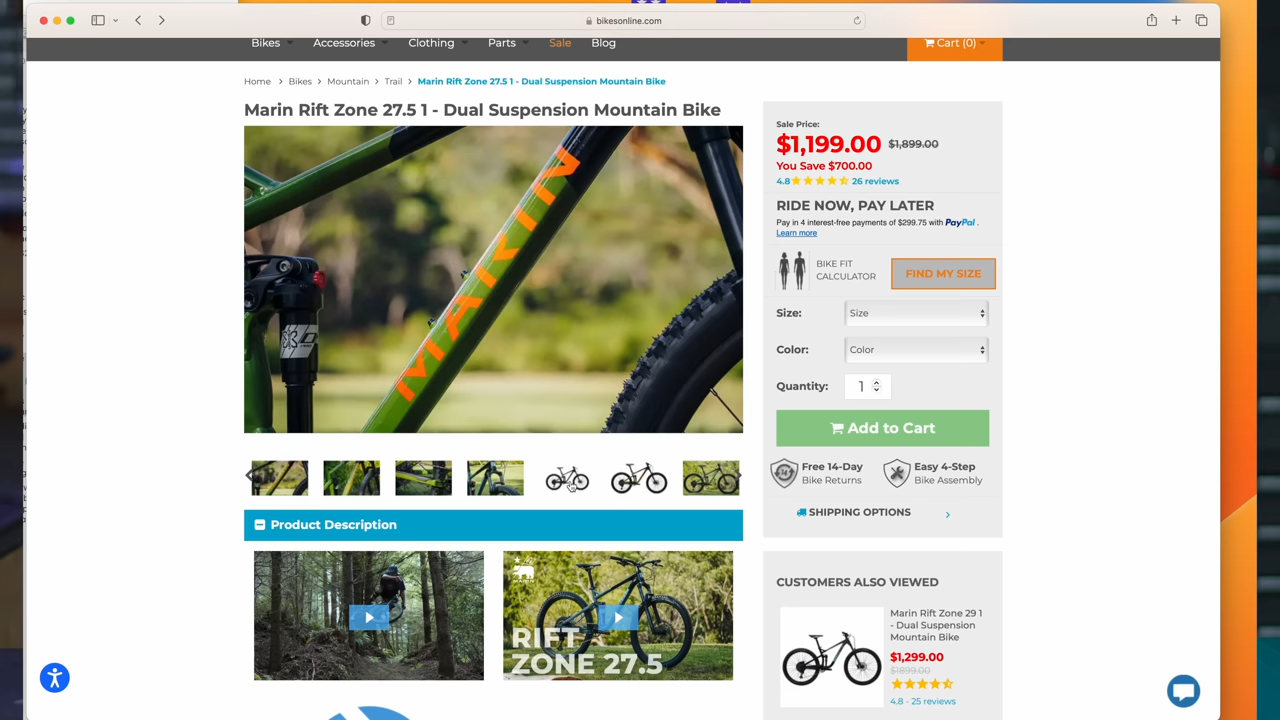 bikesonline.com
Bikes Accessories Clothing Parts Sale Blog
Cart (0)
Home > Bikes > Mountain > Trail > Marin Rift Zone 27.5 1 - Dual Suspension Mountain Bike
Marin Rift Zone 27.5 1 - Dual Suspension Mountain Bike
MARIN
Sale Price:
$1,199.00 $1,899.00
You Save $700.00
4.8 26 reviews
RIDE NOW, PAY LATER
Pay in 4 interest-free payments of $299.75 with PayPal .
Learn more
BIKE FIT
CALCULATOR
FIND MY SIZE
Size: Size
Color: Color
Quantity: 1
Add to Cart
Free 14-Day
Bike Returns
Easy 4-Step
Bike Assembly
SHIPPING OPTIONS
Product Description
MARIN
RIFT
ZONE 27.5
CUSTOMERS ALSO VIEWED
Marin Rift Zone 29 1
- Dual Suspension
Mountain Bike
$1,299.00
$1899.00
4.8 - 25 reviews